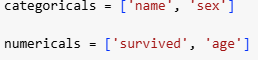 categoricals = ['name', 'sex']
numericals = ['survived', 'age']